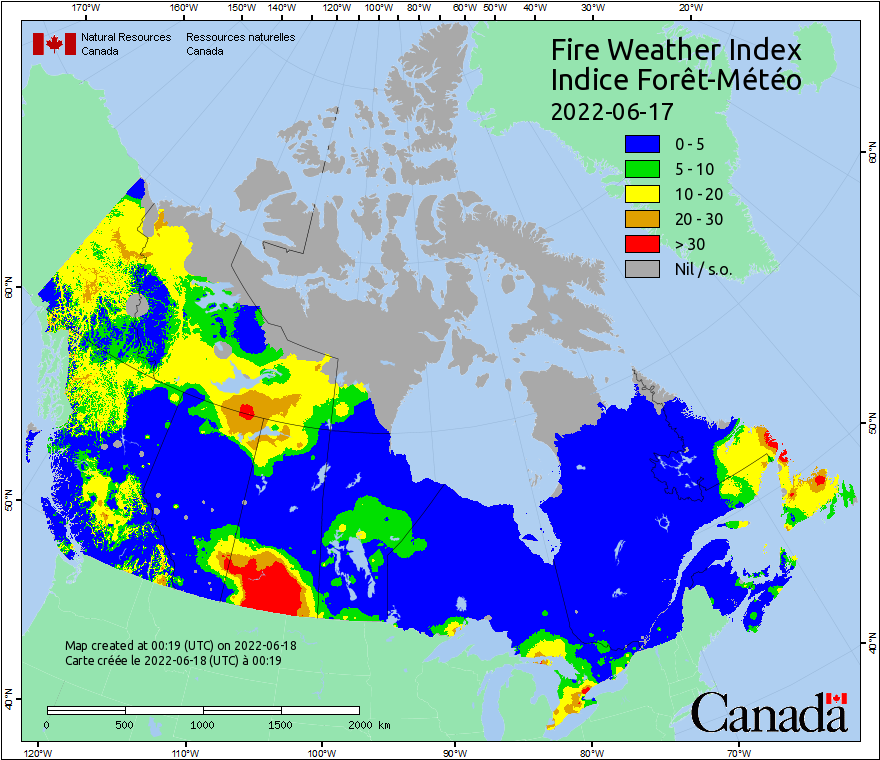 170°W 160°W 150°W 140°W 120°W 100°W 80°W 60°W 50°W 40°W 30°W 20°W
Natural Resources Ressources naturelles
Canada Canada
Fire Weather Index
Indice Forêt-Météo
2022-06-17
0 - 5
5 - 10
10 - 20
20 - 30
> 30
Nil / s.o.
60°N
60°N
50°N
50°N
40°N
40°N
Map created at 00:19 (UTC) on 2022-06-18
Carte créée le 2022-06-18 (UTC) à 00:19
0 500 1000 1500 2000 km
Canada
120°W 110°W 100°W 90°W 80°W 70°W